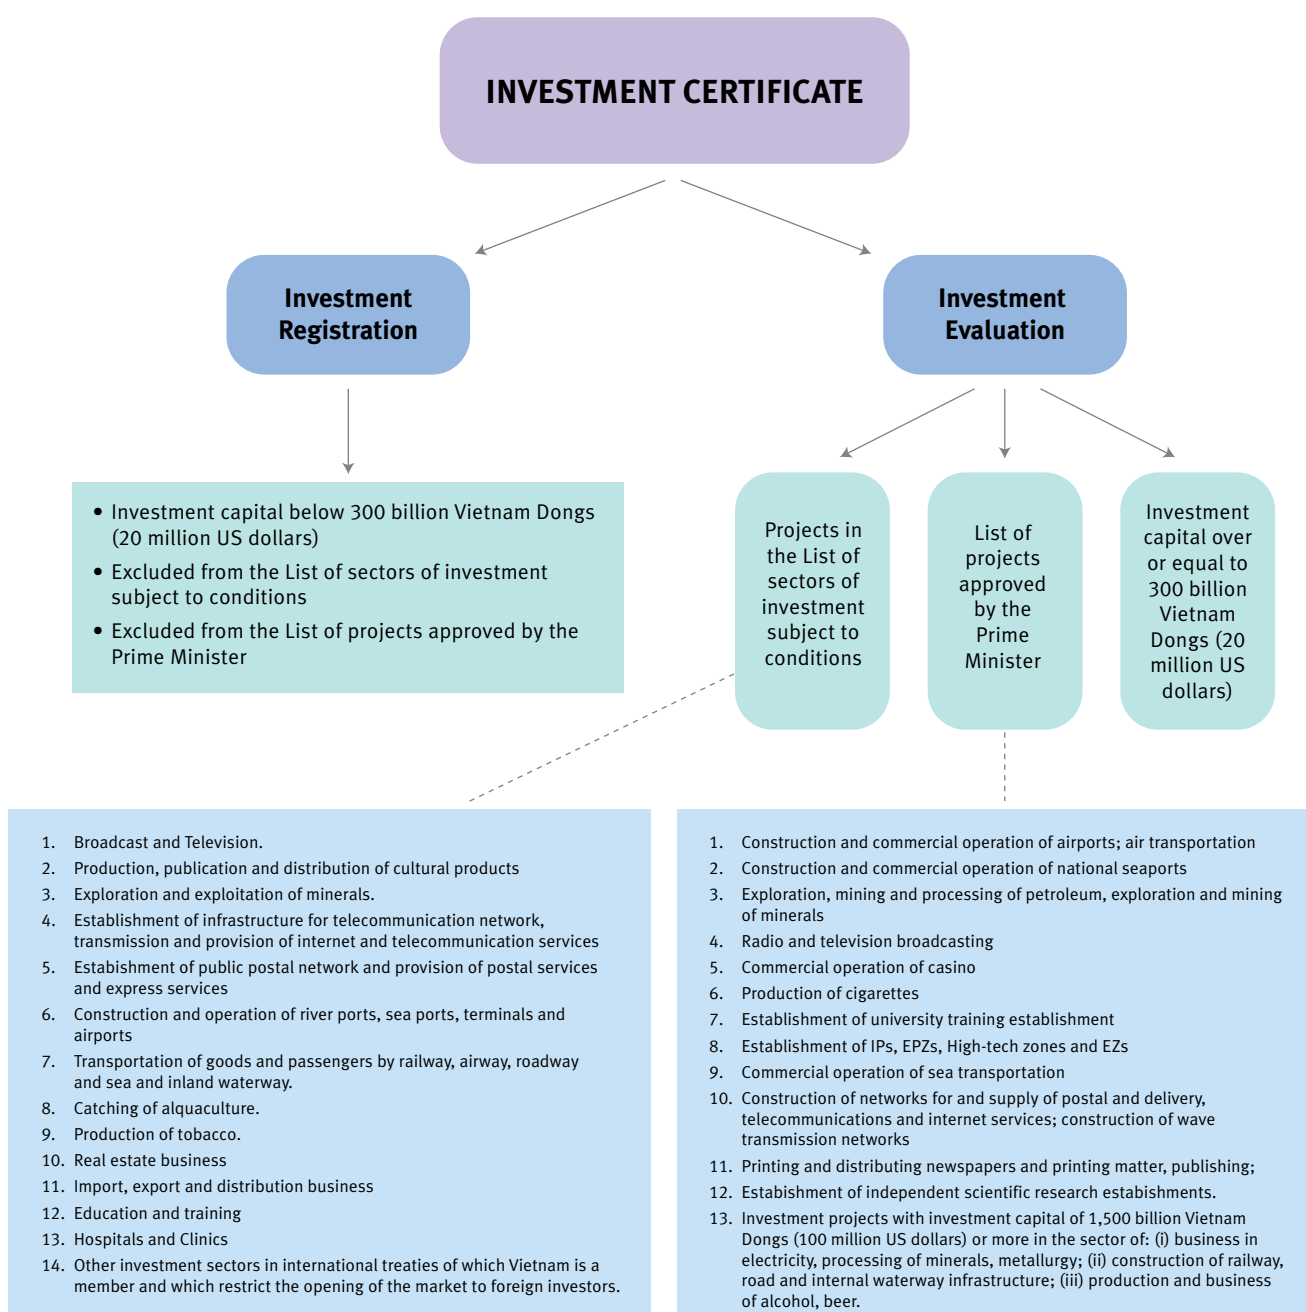 INVESTMENT CERTIFICATE
Investment
Registration
Investment
Evaluation
• Investment capital below 300 billion Vietnam Dongs
(20 million US dollars)
• Excluded from the List of sectors of investment
subject to conditions
• Excluded from the List of projects approved by the
Prime Minister
Projects in
the List of
sectors of
investment
subject to
conditions
List of
projects
approved
by the
Prime
Minister
Investment
capital over
or equal to
300 billion
Vietnam
Dongs (20
million US
dollars)
1. Broadcast and Television.
2. Production, publication and distribution of cultural products
3. Exploration and exploitation of minerals.
4. Establishment of infrastructure for telecommunication network,
transmission and provision of internet and telecommunication services
5. Estabishment of public postal network and provision of postal services
and express services
6. Construction and operation of river ports, sea ports, terminals and
airports
7. Transportation of goods and passengers by railway, airway, roadway
and sea and inland waterway.
8. Catching of alquaculture.
9. Production of tobacco.
10. Real estate business
11. Import, export and distribution business
12. Education and training
13. Hospitals and Clinics
14. Other investment sectors in international treaties of which Vietnam is a
member and which restrict the opening of the market to foreign investors.
1. Construction and commercial operation of airports; air transportation
2. Construction and commercial operation of national seaports
3. Exploration, mining and processing of petroleum, exploration and mining
of minerals
4. Radio and television broadcasting
5. Commercial operation of casino
6. Production of cigarettes
7. Establishment of university training establishment
8. Establishment of IPs, EPZs, High-tech zones and EZs
9. Commercial operation of sea transportation
10. Construction of networks for and supply of postal and delivery,
telecommunications and internet services; construction of wave
transmission networks
11. Printing and distributing newspapers and printing matter, publishing;
12. Estabishment of independent scientific research estabishments.
13. Investment projects with investment capital of 1,500 billion Vietnam
Dongs (100 million US dollars) or more in the sector of: (i) business in
electricity, processing of minerals, metallurgy; (ii) construction of railway,
road and internal waterway infrastructure; (iii) production and business
of alcohol, beer.